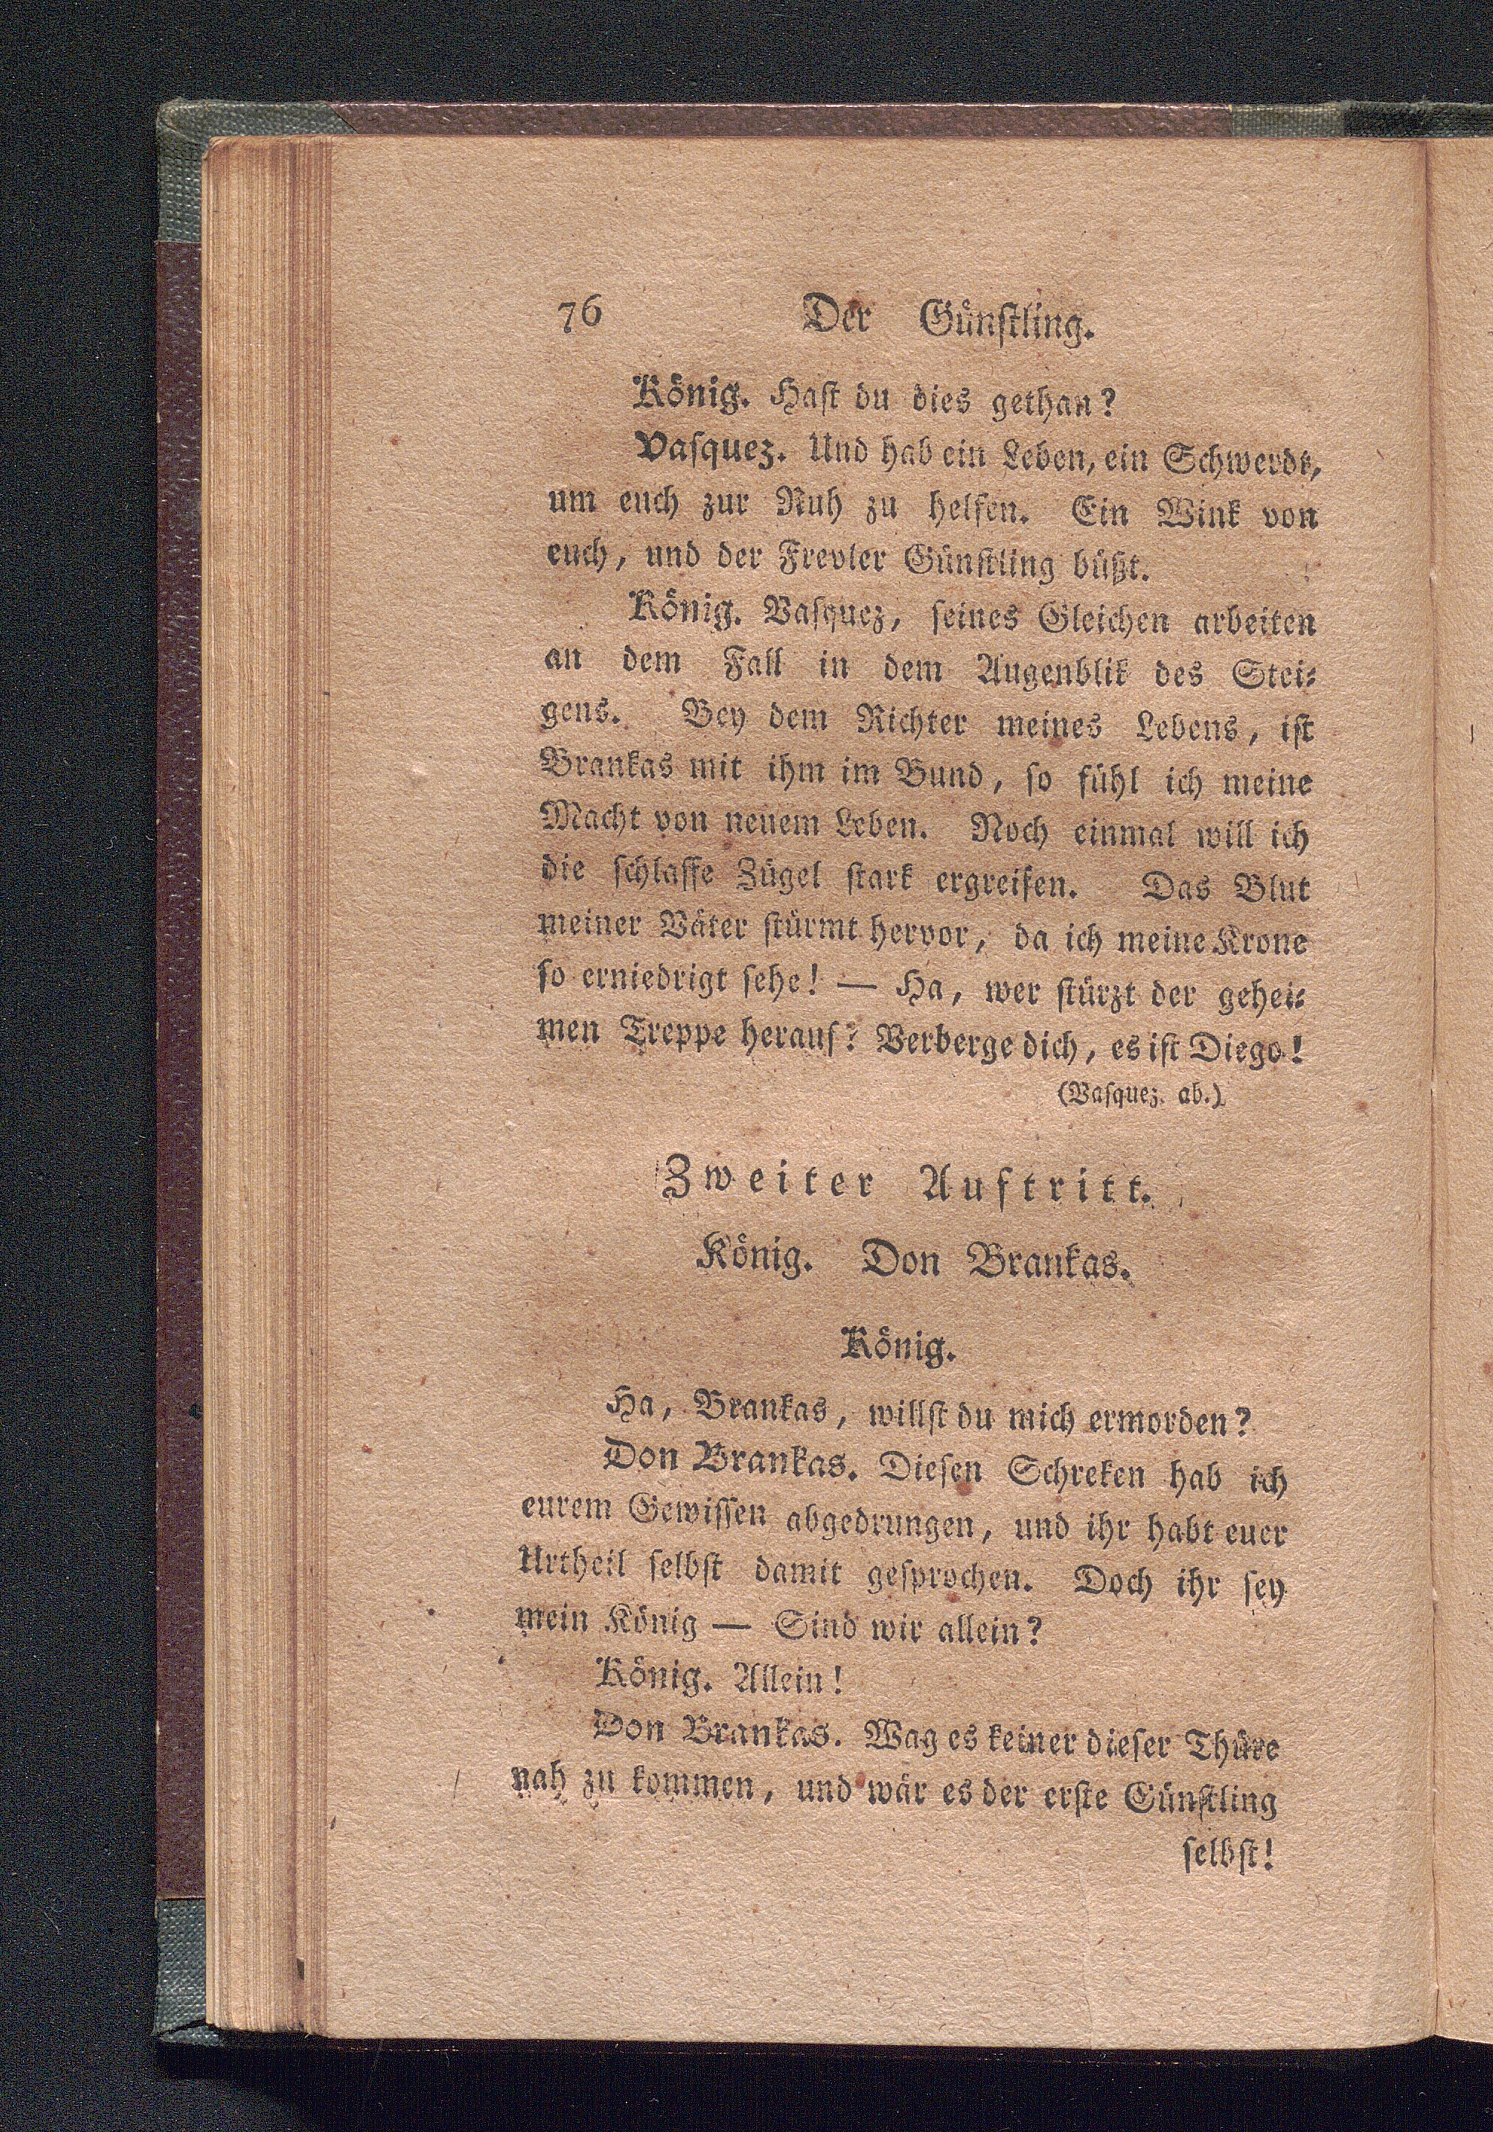 76 Der Günſtling.
König. Haſt du dies gethan?
Vaſquez. Und hab ein Leben, ein Schwerdt,
um euch zur Ruh zu helfen. Ein Wink von
euch, und der Frevler Günſtling büßt.
König. Vaſquez, ſeines Gleichen arbeiten
an dem Fall in dem Augenblik des Stei⸗
gens. Bey dem Richter meines Lebens, iſt
Brankas mit ihm im Bund, ſo fühl ich meine
Macht von neuem Leben. Noch einmal will ich
die ſchlaffe Zügel ſtark ergreifen. Das Blut
meiner Väter ſtürmt hervor, da ich meine Krone
ſo erniedrigt ſehe! — Ha, wer ſtürzt der gehei⸗
men Treppe herauf? Verberge dich, es iſt Diego!
(Vaſquez. ab.)
Zweiter Auftritt.
König. Don Brankas.
König.
Ha, Brankas, willſt du mich ermorden?
Don Brankas. Dieſen Schreken hab ich
eurem Gewiſſen abgedrungen, und ihr habt euer
Urtheil ſelbſt damit geſprochen. Doch ihr ſey
mein König — Sind wir allein?
König. Allein!
Don Brankas. Wag es keiner dieſer Thüre
nah zu kommen, und wär es der erſte Günſtling
ſelbſt!